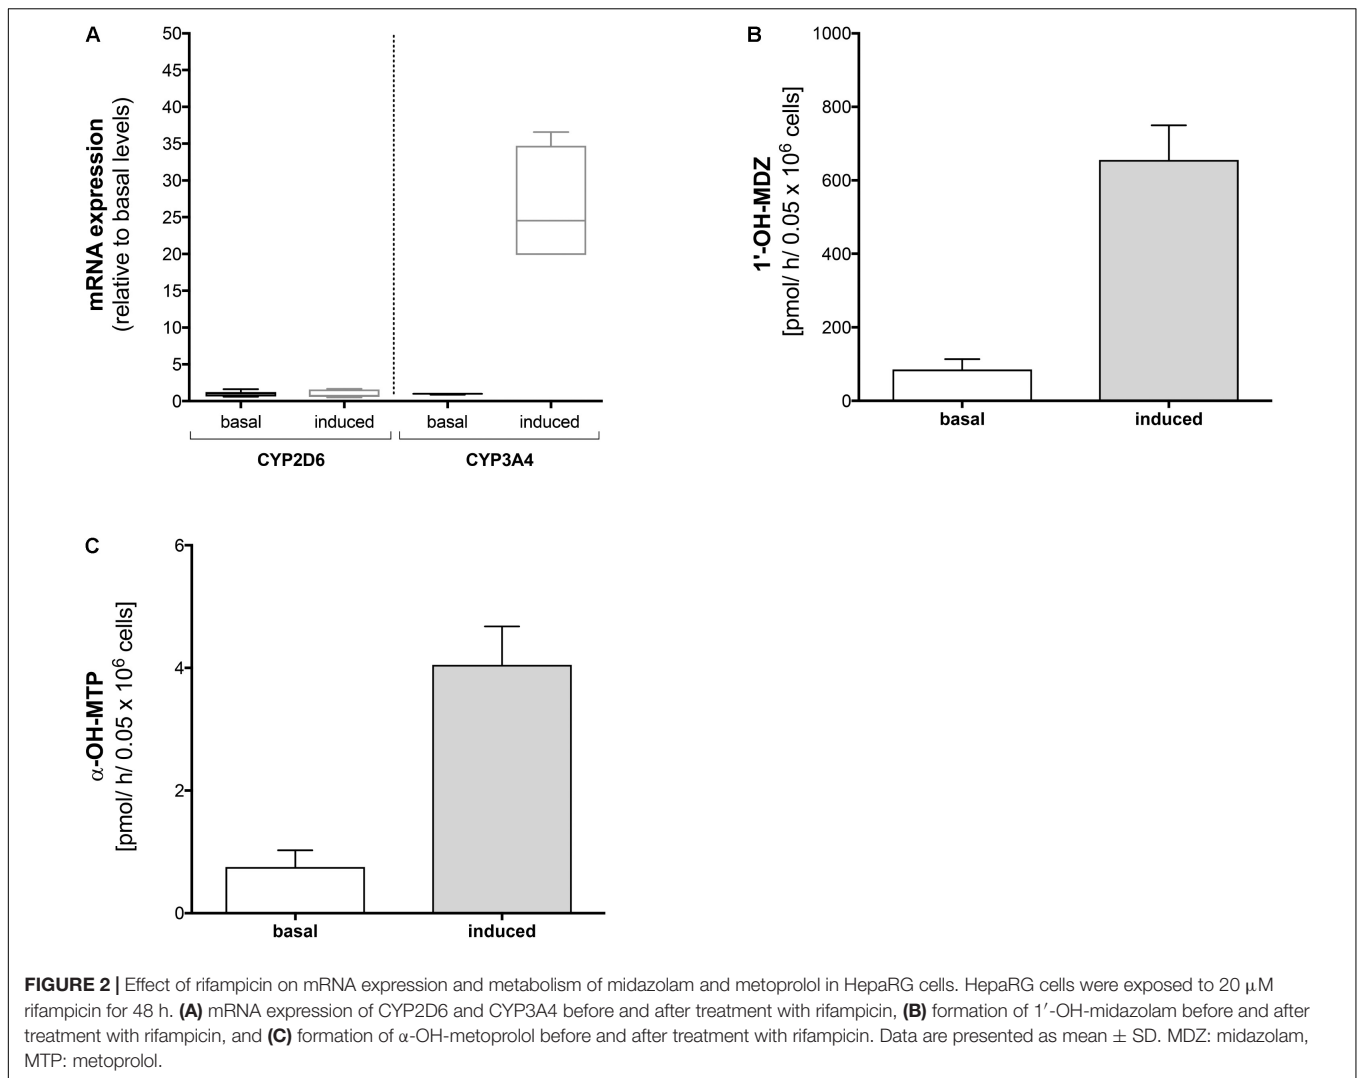 A
50
45
40
35
30
25
20
15
10
5
0
mRNA expression
(relative to basal levels)
basal
induced
basal
induced
CYP2D6
CYP3A4
B
1000
800
600
400
200
0
1'-OH-MDZ
[pmol/ h/ 0.05 x 10⁶ cells]
basal
induced
C
6
4
2
0
α-OH-MTP
[pmol/ h/ 0.05 x 10⁶ cells]
basal
induced
FIGURE 2 | Effect of rifampicin on mRNA expression and metabolism of midazolam and metoprolol in HepaRG cells. HepaRG cells were exposed to 20 μM
rifampicin for 48 h. (A) mRNA expression of CYP2D6 and CYP3A4 before and after treatment with rifampicin, (B) formation of 1′-OH-midazolam before and after
treatment with rifampicin, and (C) formation of α-OH-metoprolol before and after treatment with rifampicin. Data are presented as mean ± SD. MDZ: midazolam,
MTP: metoprolol.